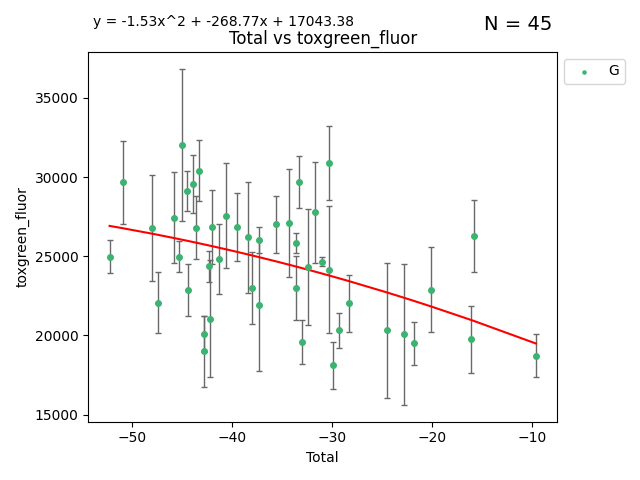 y = -1.53x^2 + -268.77x + 17043.38
N = 45
Total vs toxgreen_fluor
G
toxgreen_fluor
35000
30000
25000
20000
15000
−50
−40
−30
−20
−10
Total